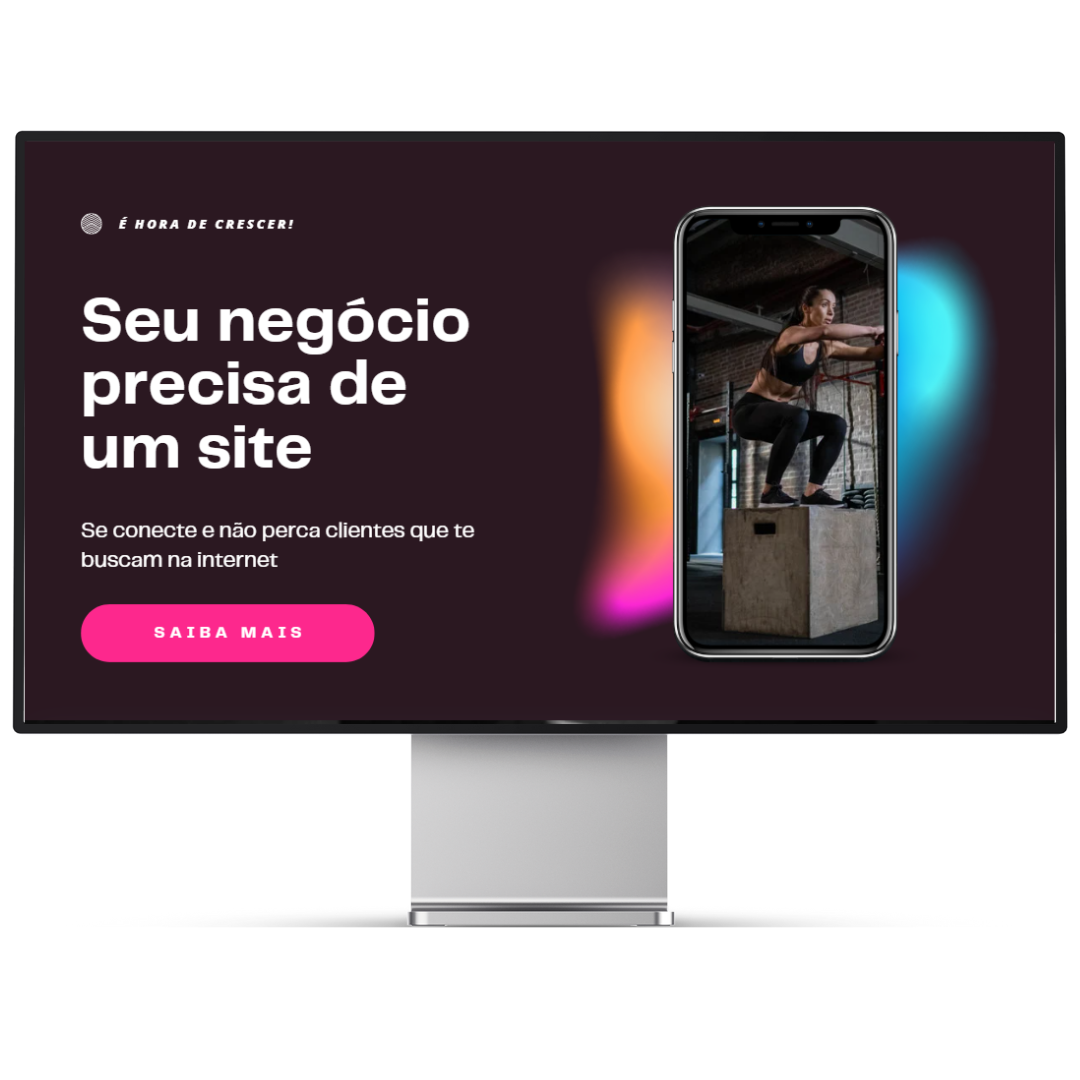 É HORA DE CRESCER!
Seu negócio
precisa de
um site
Se conecte e não perca clientes que te
buscam na internet
SAIBA MAIS